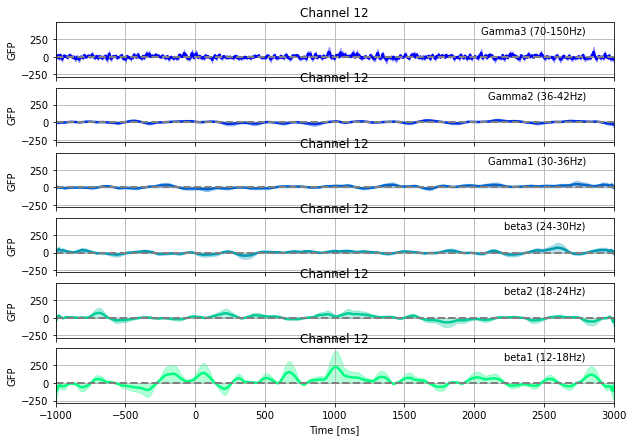 Channel 12
Gamma3 (70-150Hz)
GFP
250
0
−250
Channel 12
Gamma2 (36-42Hz)
GFP
250
0
−250
Channel 12
Gamma1 (30-36Hz)
GFP
250
0
−250
Channel 12
beta3 (24-30Hz)
GFP
250
0
−250
Channel 12
beta2 (18-24Hz)
GFP
250
0
−250
Channel 12
beta1 (12-18Hz)
GFP
250
0
−250
−1000 −500 0 500 1000 1500 2000 2500 3000
Time [ms]